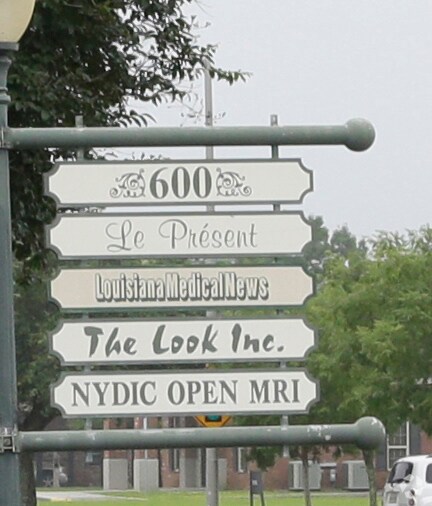 600
Le Présent
Louisiana Medical News
The Look Inc.
NYDIC OPEN MRI